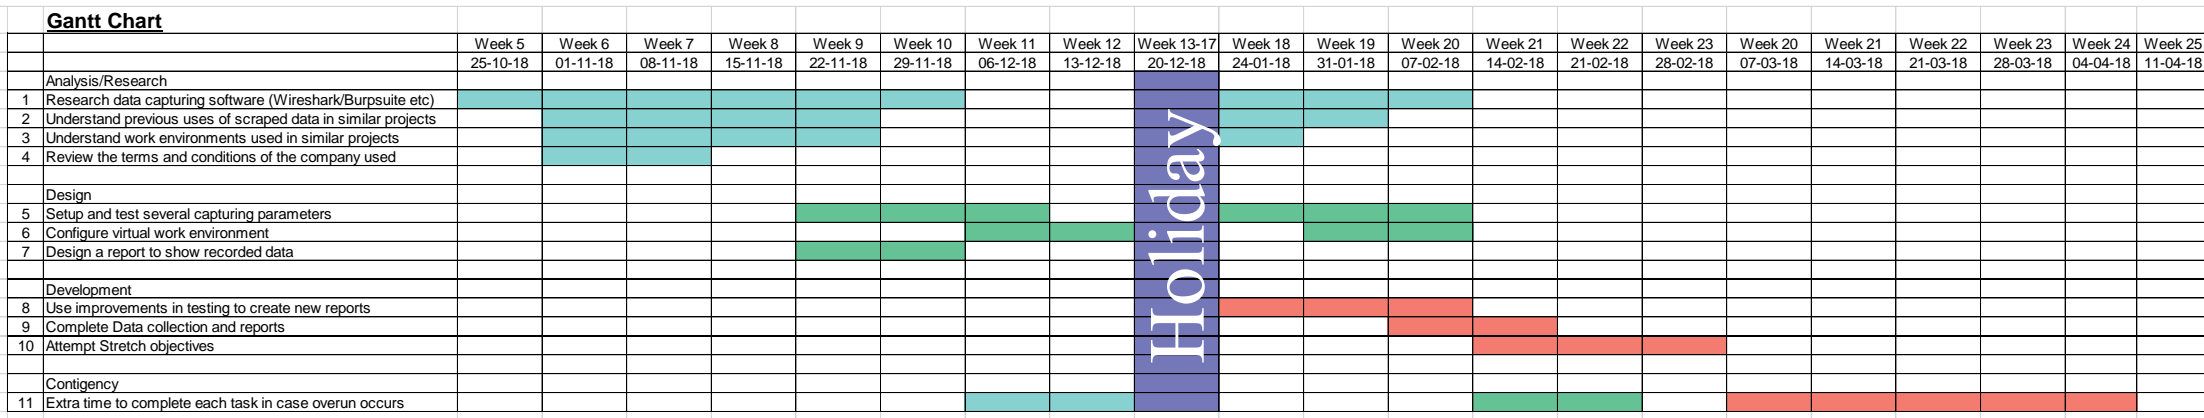 Gantt Chart
Week 5 Week 6 Week 7 Week 8 Week 9 Week 10 Week 11 Week 12 Week 13-17 Week 18 Week 19 Week 20 Week 21 Week 22 Week 23 Week 20 Week 21 Week 22 Week 23 Week 24 Week 25
25-10-18 01-11-18 08-11-18 15-11-18 22-11-18 29-11-18 06-12-18 13-12-18 20-12-18 24-01-18 31-01-18 07-02-18 14-02-18 21-02-18 28-02-18 07-03-18 14-03-18 21-03-18 28-03-18 04-04-18 11-04-18
Analysis/Research
1 Research data capturing software (Wireshark/Burpsuite etc)
2 Understand previous uses of scraped data in similar projects
3 Understand work environments used in similar projects
4 Review the terms and conditions of the company used
Design
5 Setup and test several capturing parameters
6 Configure virtual work environment
7 Design a report to show recorded data
Development
8 Use improvements in testing to create new reports
9 Complete Data collection and reports
10 Attempt Stretch objectives
Contigency
11 Extra time to complete each task in case overun occurs
Holiday